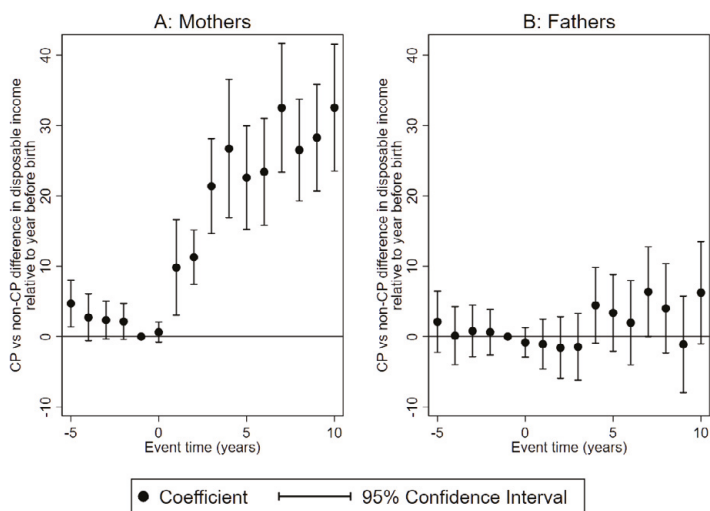 A: Mothers
CP vs non-CP difference in disposable income
relative to year before birth
40
30
20
10
0
-10
-5
0
5
10
Event time (years)
B: Fathers
CP vs non-CP difference in disposable income
relative to year before birth
40
30
20
10
0
-10
-5
0
5
10
Event time (years)
Coefficient
95% Confidence Interval